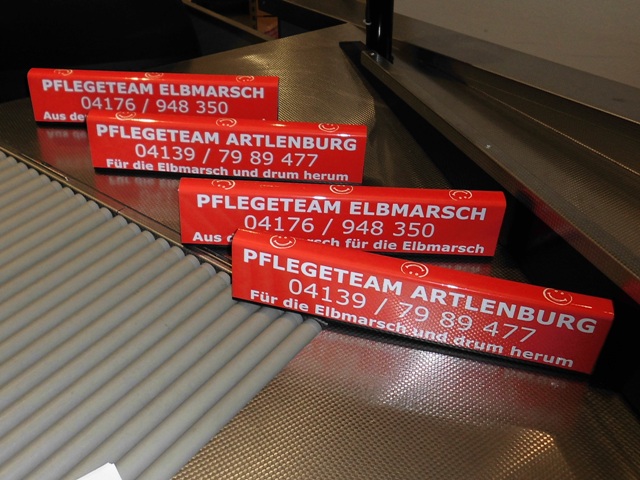 PFLEGETEAM ELBMARSCH
04176 / 948 350
Aus de
PFLEGETEAM ARTLENBURG
04139 / 79 89 477
Für die Elbmarsch und drum herum
PFLEGETEAM ELBMARSCH
04176 / 948 350
Aus d marsch für die Elbmarsch
PFLEGETEAM ARTLENBURG
04139 / 79 89 477
Für die Elbmarsch und drum herum